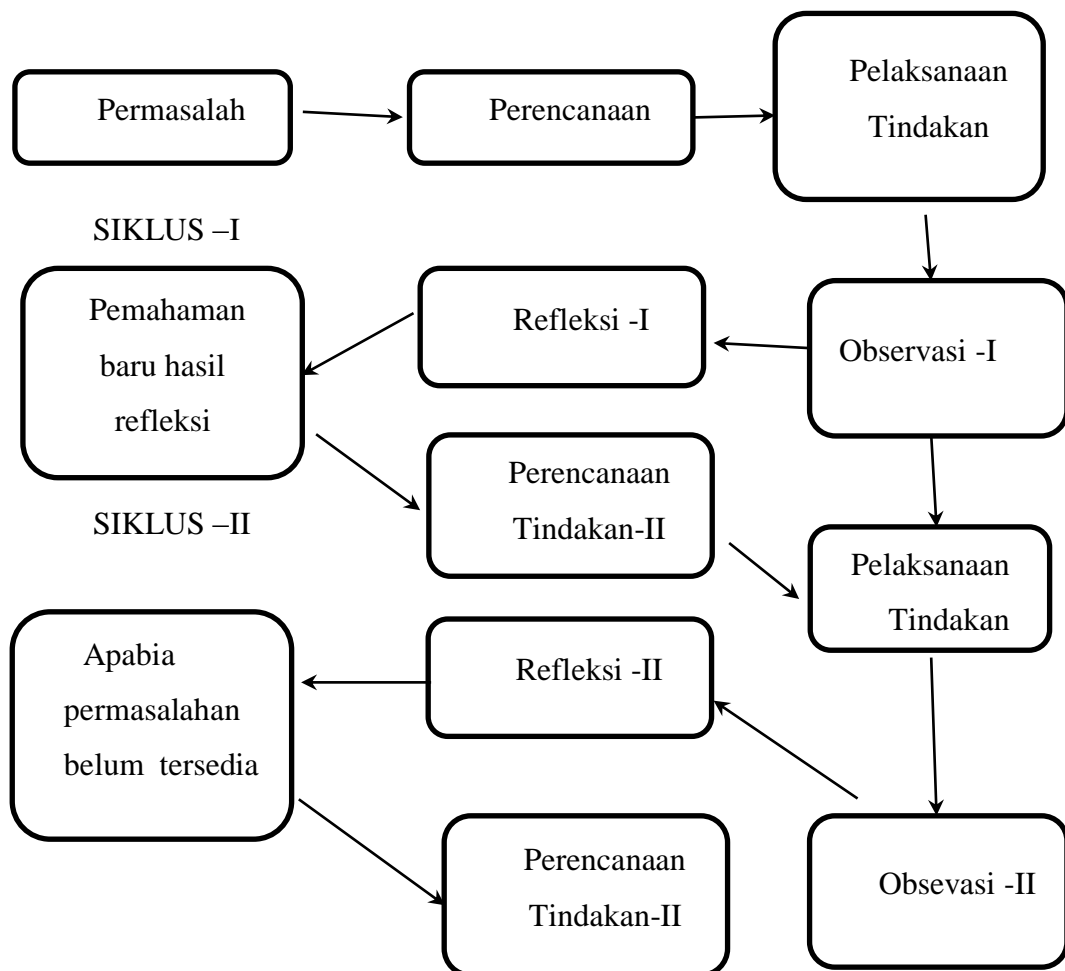 Permasalah
Perencanaan
Pelaksanaan
Tindakan
SIKLUS –I
Pemahaman
baru hasil
refleksi
Refleksi -I
Observasi -I
Perencanaan
Tindakan-II
SIKLUS –II
Pelaksanaan
Tindakan
Apabia
permasalahan
belum tersedia
Refleksi -II
Perencanaan
Tindakan-II
Obsevasi -II